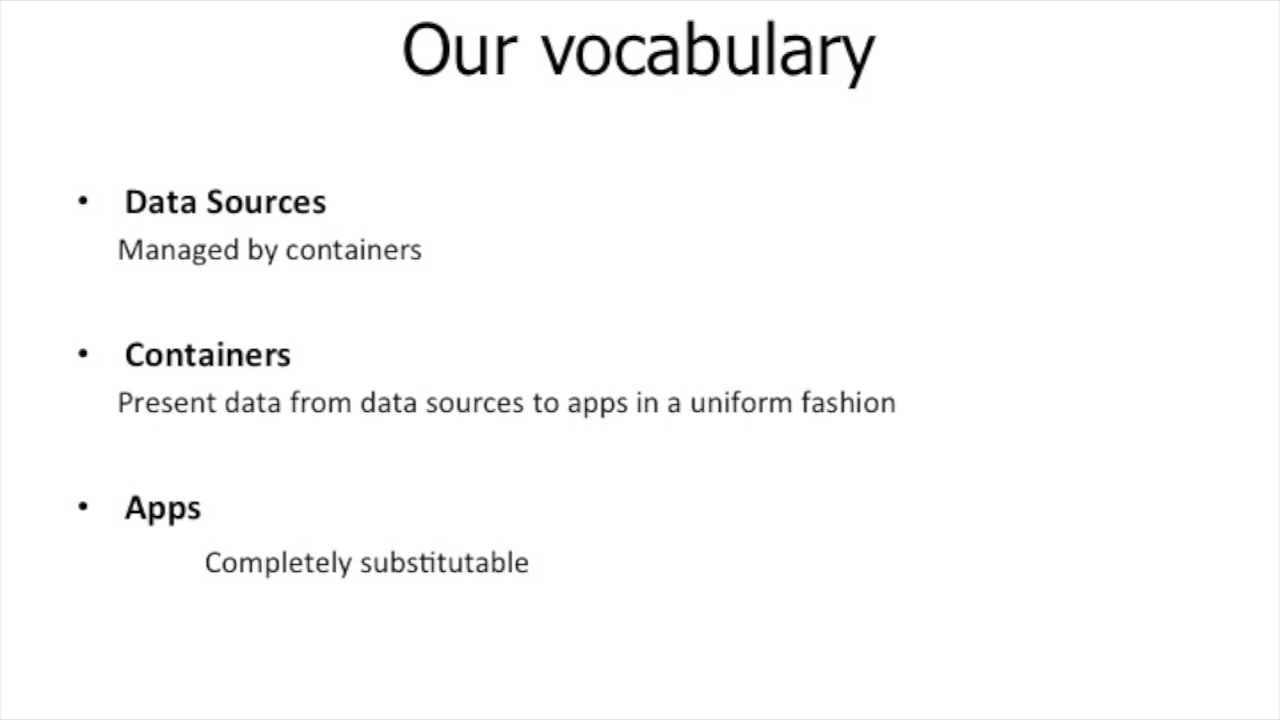 Our vocabulary
• Data Sources
Managed by containers
• Containers
Present data from data sources to apps in a uniform fashion
• Apps
Completely substitutable